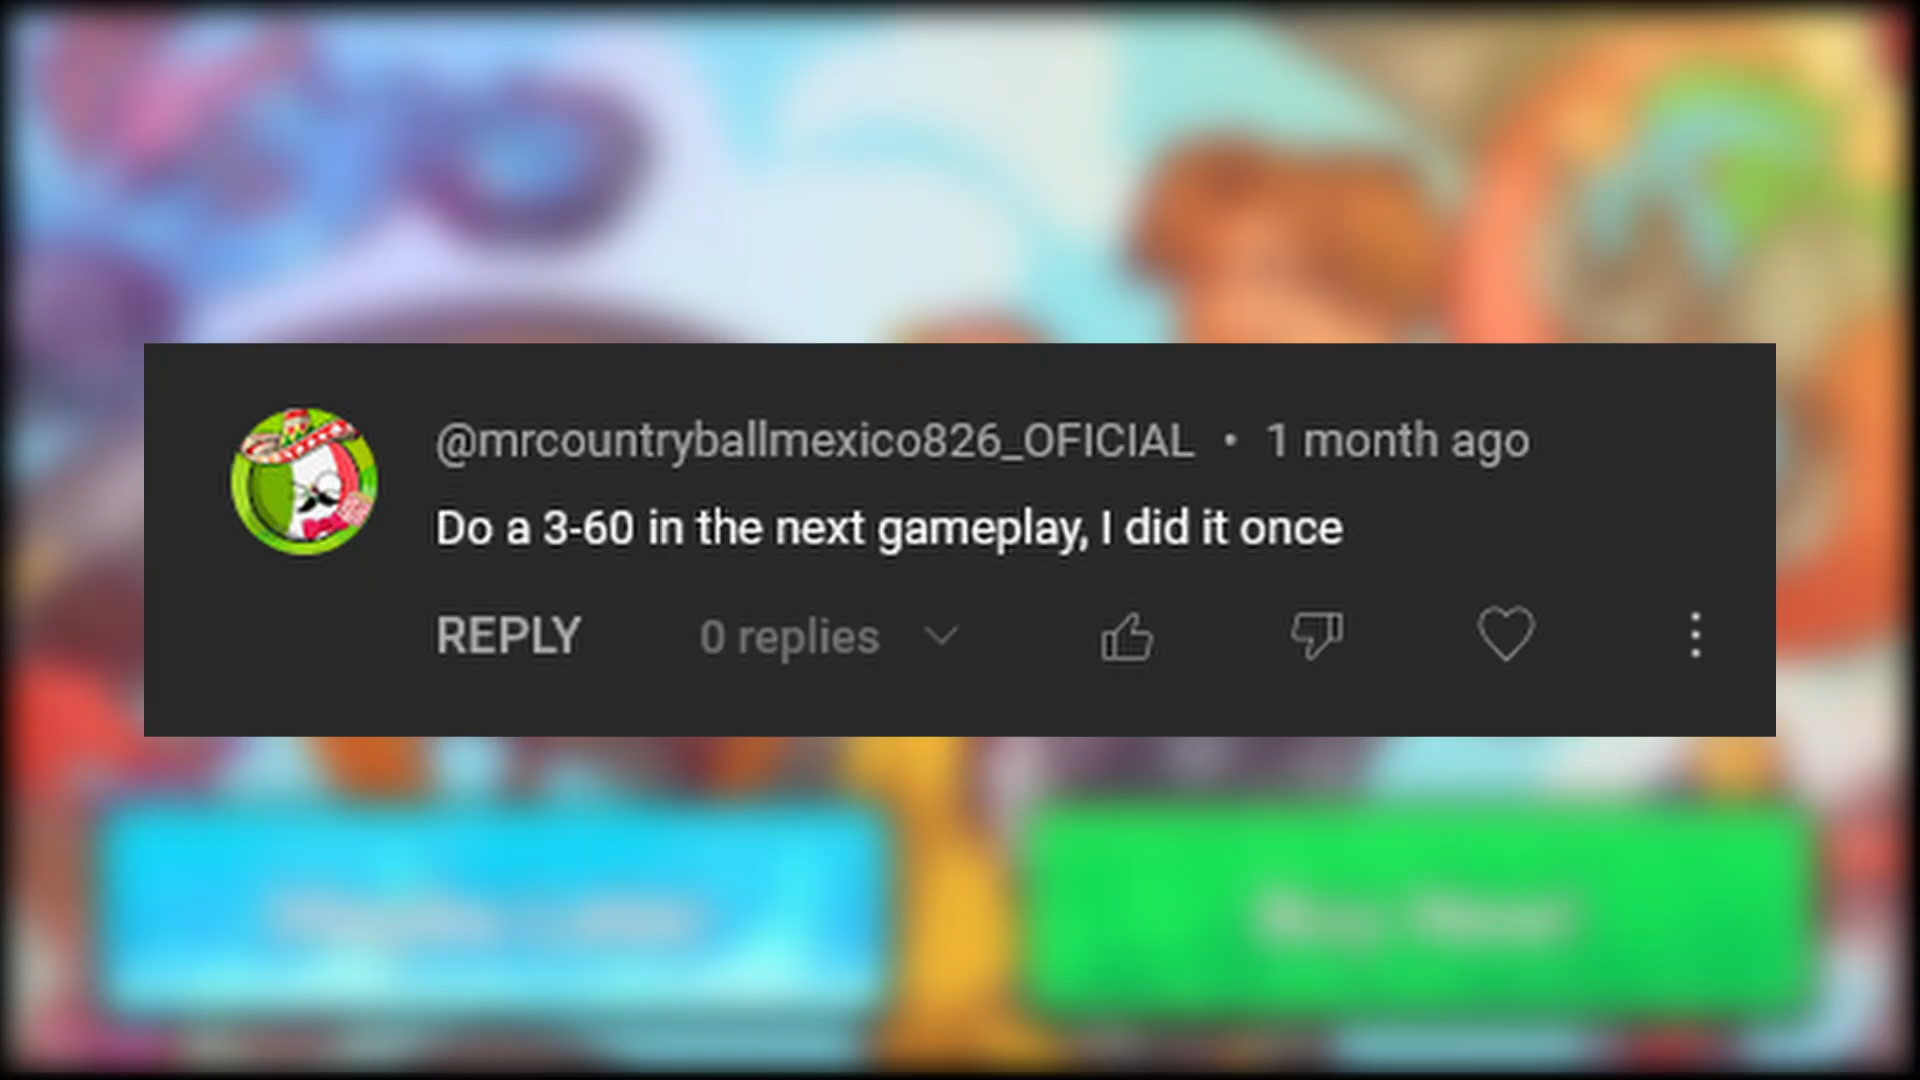 @mrcountryballmexico826_OFICIAL • 1 month ago
Do a 3-60 in the next gameplay, I did it once
REPLY 0 replies